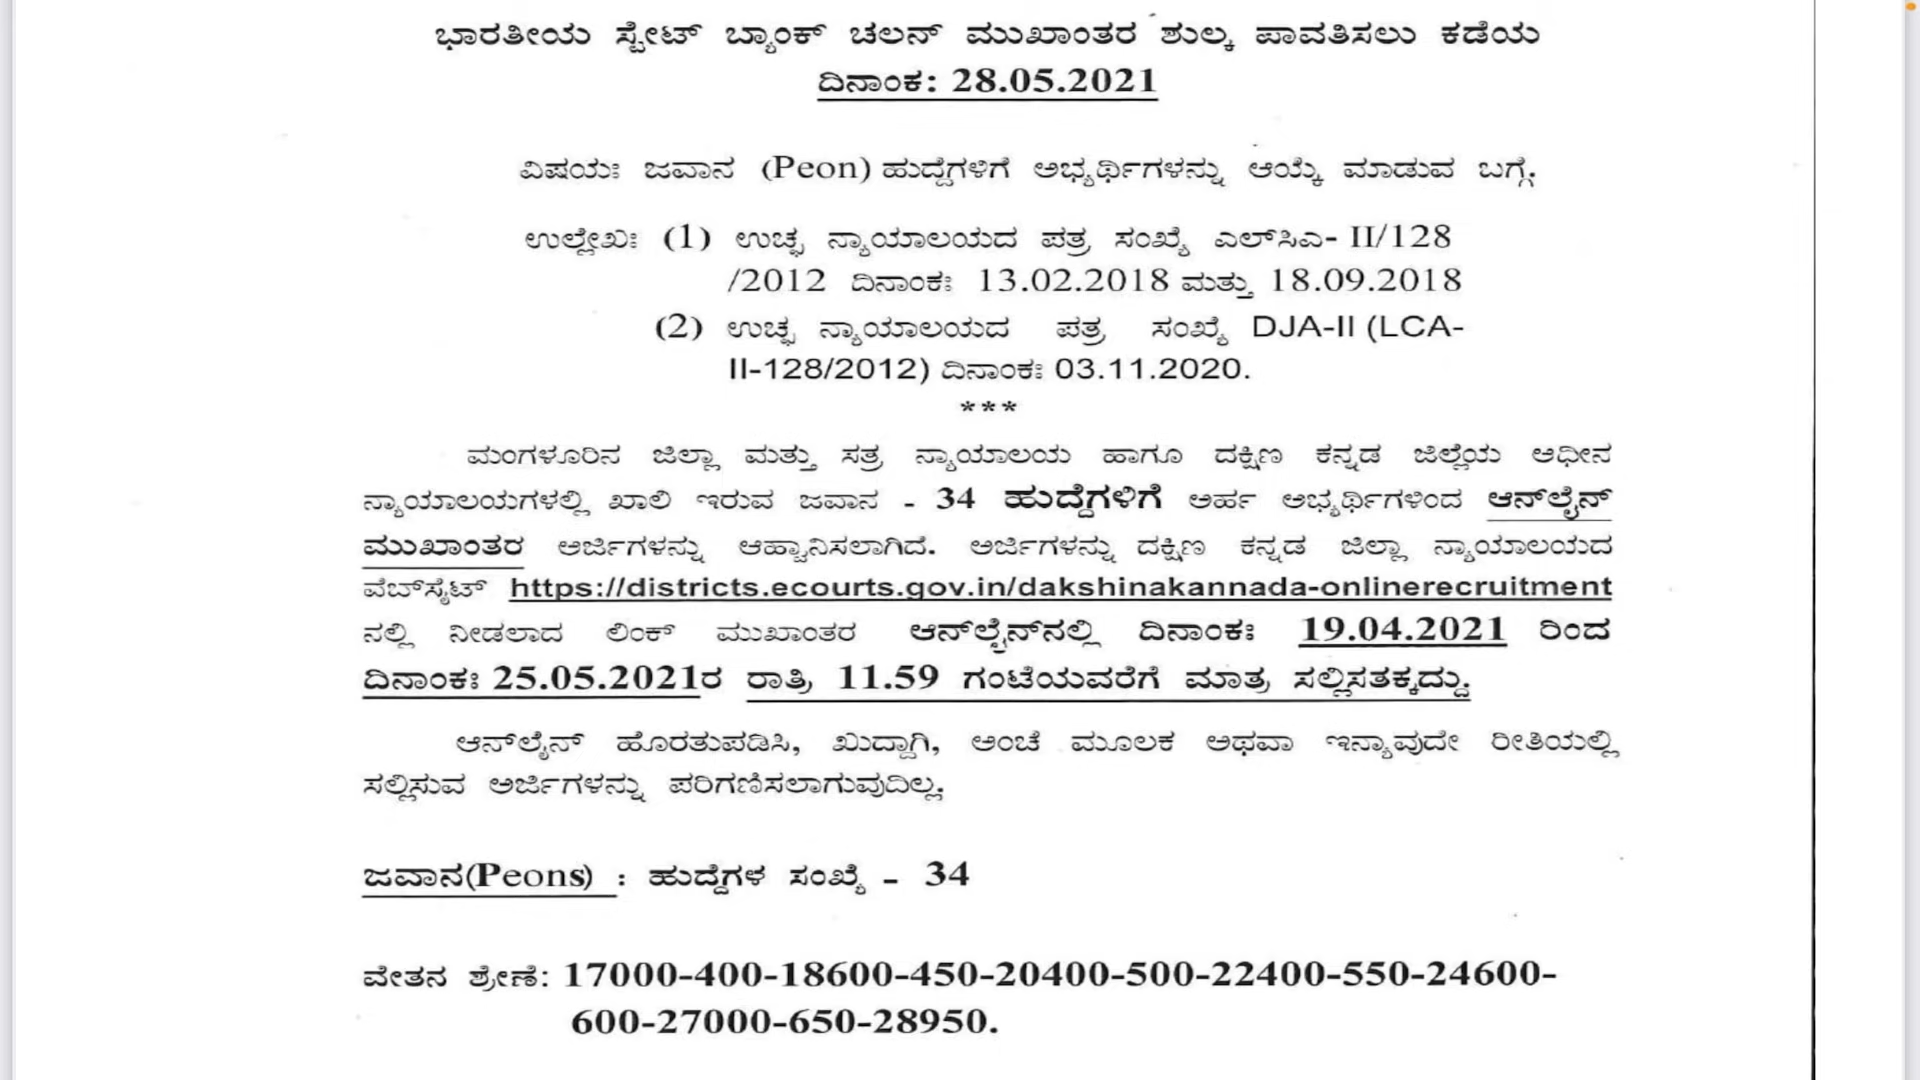 ಭಾರತೀಯ ಸ್ಟೇಟ್ ಬ್ಯಾಂಕ್ ಚಲನ್ ಮುಖಾಂತರ ಶುಲ್ಕ ಪಾವತಿಸಲು ಕಡೆಯ
ದಿನಾಂಕ: 28.05.2021
ವಿಷಯಃ ಜವಾನ (Peon) ಹುದ್ದೆಗಳಿಗೆ ಅಭ್ಯರ್ಥಿಗಳನ್ನು ಆಯ್ಕೆ ಮಾಡುವ ಬಗ್ಗೆ.
ಉಲ್ಲೇಖಃ (1) ಉಚ್ಛ ನ್ಯಾಯಾಲಯದ ಪತ್ರ ಸಂಖ್ಯೆ ಎಲ್‌ಸಿಎ- II/128
/2012 ದಿನಾಂಕಃ 13.02.2018 ಮತ್ತು 18.09.2018
(2) ಉಚ್ಛ ನ್ಯಾಯಾಲಯದ ಪತ್ರ ಸಂಖ್ಯೆ DJA-II (LCA-
II-128/2012) ದಿನಾಂಕಃ 03.11.2020.
***
ಮಂಗಳೂರಿನ ಜಿಲ್ಲಾ ಮತ್ತು ಸತ್ರ ನ್ಯಾಯಾಲಯ ಹಾಗೂ ದಕ್ಷಿಣ ಕನ್ನಡ ಜಿಲ್ಲೆಯ ಅಧೀನ
ನ್ಯಾಯಾಲಯಗಳಲ್ಲಿ ಖಾಲಿ ಇರುವ ಜವಾನ - 34 ಹುದ್ದೆಗಳಿಗೆ ಅರ್ಹ ಅಭ್ಯರ್ಥಿಗಳಿಂದ ಆನ್‌ಲೈನ್
ಮುಖಾಂತರ ಅರ್ಜಿಗಳನ್ನು ಆಹ್ವಾನಿಸಲಾಗಿದೆ. ಅರ್ಜಿಗಳನ್ನು ದಕ್ಷಿಣ ಕನ್ನಡ ಜಿಲ್ಲಾ ನ್ಯಾಯಾಲಯದ
ವೆಬ್‌ಸೈಟ್ https://districts.ecourts.gov.in/dakshinakannada-onlinerecruitment
ನಲ್ಲಿ ನೀಡಲಾದ ಲಿಂಕ್ ಮುಖಾಂತರ ಆನ್‌ಲೈನ್‌ನಲ್ಲಿ ದಿನಾಂಕಃ 19.04.2021 ರಿಂದ
ದಿನಾಂಕಃ 25.05.2021ರ ರಾತ್ರಿ 11.59 ಗಂಟೆಯವರೆಗೆ ಮಾತ್ರ ಸಲ್ಲಿಸತಕ್ಕದ್ದು.
ಆನ್‌ಲೈನ್ ಹೊರತುಪಡಿಸಿ, ಖುದ್ದಾಗಿ, ಅಂಚೆ ಮೂಲಕ ಅಥವಾ ಇನ್ಯಾವುದೇ ರೀತಿಯಲ್ಲಿ
ಸಲ್ಲಿಸುವ ಅರ್ಜಿಗಳನ್ನು ಪರಿಗಣಿಸಲಾಗುವುದಿಲ್ಲ.
ಜವಾನ(Peons) : ಹುದ್ದೆಗಳ ಸಂಖ್ಯೆ - 34
ವೇತನ ಶ್ರೇಣಿ: 17000-400-18600-450-20400-500-22400-550-24600-
600-27000-650-28950.